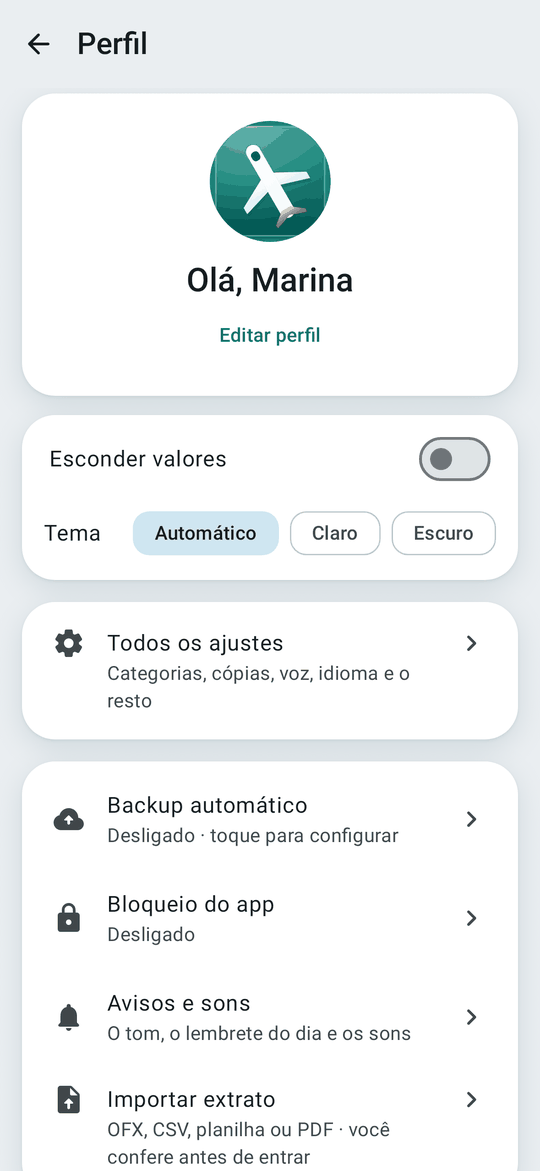 Perfil
Olá, Marina
Editar perfil
Esconder valores
Tema
Automático
Claro
Escuro
Todos os ajustes
Categorias, cópias, voz, idioma e o
resto
Backup automático
Desligado · toque para configurar
Bloqueio do app
Desligado
Avisos e sons
O tom, o lembrete do dia e os sons
Importar extrato
OFX, CSV, planilha ou PDF · você
confere antes de entrar